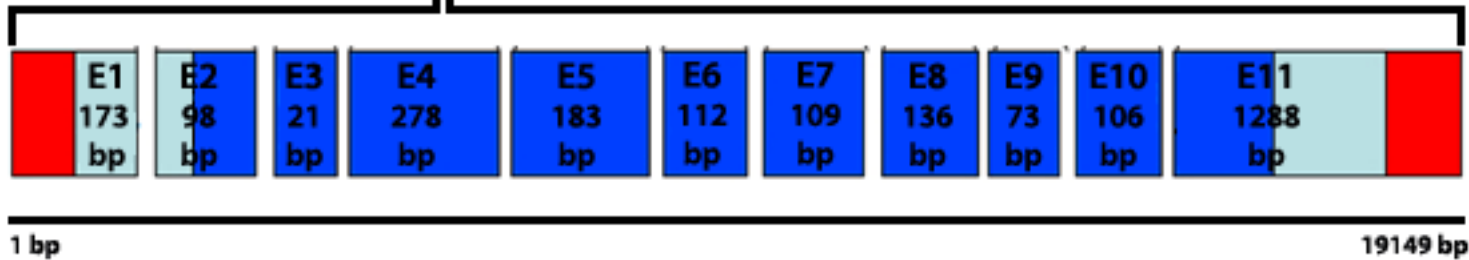 E1 E2 E3 E4 E5 E6 E7 E8 E9 E10 E11
173 98 21 278 183 112 109 136 73 106 1288
bp bp bp bp bp bp bp bp bp bp bp
1 bp 19149 bp